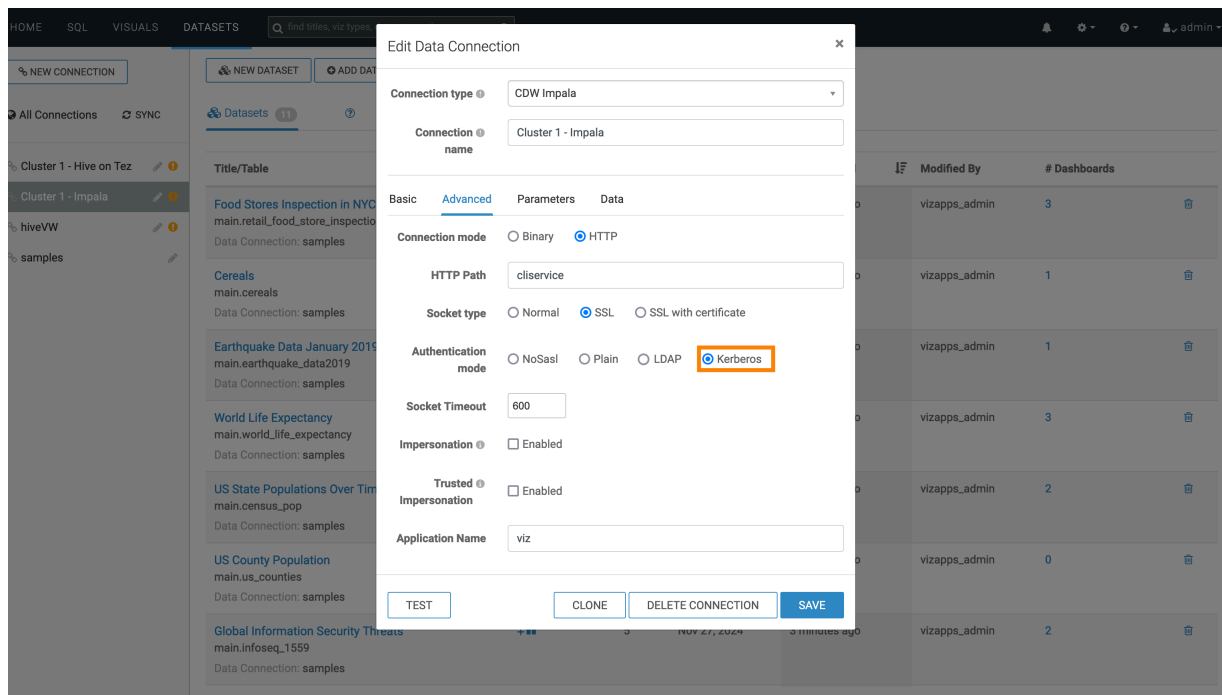 HOME SQL VISUALS DATASETS find titles, viz types, admin
NEW CONNECTION
NEW DATASET ADD DAT
All Connections SYNC
Datasets 11
Cluster 1 - Hive on Tez
Cluster 1 - Impala
hiveVW
samples
Title/Table Modified By # Dashboards
Food Stores Inspection in NYC vizapps_admin 3
main.retail_food_store_inspectio
Data Connection: samples
Cereals vizapps_admin 1
main.cereals
Data Connection: samples
Earthquake Data January 2019 vizapps_admin 1
main.earthquake_data2019
Data Connection: samples
World Life Expectancy vizapps_admin 3
main.world_life_expectancy
Data Connection: samples
US State Populations Over Tim vizapps_admin 2
main.census_pop
Data Connection: samples
US County Population vizapps_admin 0
main.us_counties
Data Connection: samples
Global Information Security Threats 5 Nov 27, 2024 3 minutes ago vizapps_admin 2
main.infoseq_1559
Data Connection: samples
Edit Data Connection ×
Connection type CDW Impala
Connection
name
Cluster 1 - Impala
Basic Advanced Parameters Data
Connection mode Binary HTTP
HTTP Path cliservice
Socket type Normal SSL SSL with certificate
Authentication
mode
NoSasl Plain LDAP Kerberos
Socket Timeout 600
Impersonation Enabled
Trusted
Impersonation
Enabled
Application Name viz
TEST CLONE DELETE CONNECTION SAVE